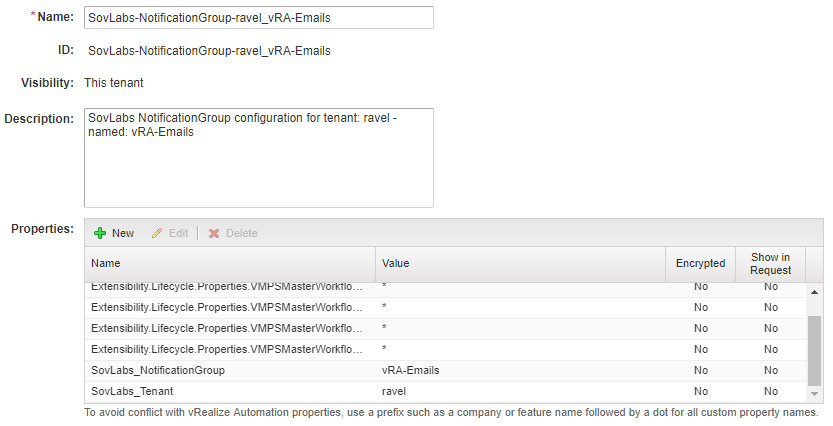 *Name: SovLabs-NotificationGroup-ravel_vRA-Emails
ID: SovLabs-NotificationGroup-ravel_vRA-Emails
Visibility: This tenant
Description: SovLabs NotificationGroup configuration for tenant: ravel -
named: vRA-Emails
Properties: New Edit Delete
Name Value Encrypted Show in
Request
Extensibility.Lifecycle.Properties.VMPSMasterWorkflo... * No No
Extensibility.Lifecycle.Properties.VMPSMasterWorkflo... * No No
Extensibility.Lifecycle.Properties.VMPSMasterWorkflo... * No No
Extensibility.Lifecycle.Properties.VMPSMasterWorkflo... * No No
SovLabs_NotificationGroup vRA-Emails No No
SovLabs_Tenant ravel No No
To avoid conflict with vRealize Automation properties, use a prefix such as a company or feature name followed by a dot for all custom property names.